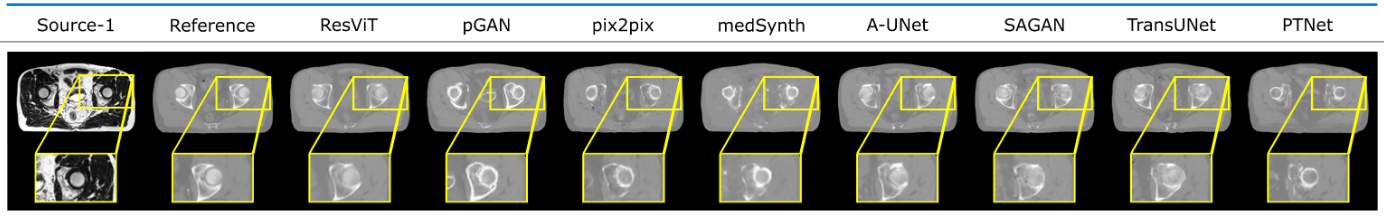 Source-1 Reference ResViT pGAN pix2pix medSynth A-UNet SAGAN TransUNet PTNet